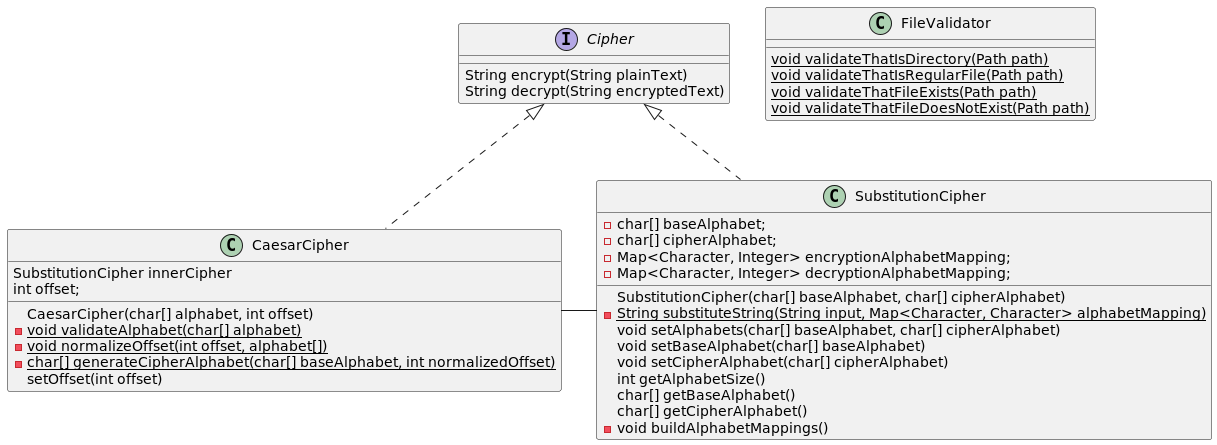 I Cipher
String encrypt(String plainText)
String decrypt(String encryptedText)
C FileValidator
void validateThatIsDirectory(Path path)
void validateThatIsRegularFile(Path path)
void validateThatFileExists(Path path)
void validateThatFileDoesNotExist(Path path)
C CaesarCipher
SubstitutionCipher innerCipher
int offset;
CaesarCipher(char[] alphabet, int offset)
void validateAlphabet(char[] alphabet)
void normalizeOffset(int offset, alphabet[])
char[] generateCipherAlphabet(char[] baseAlphabet, int normalizedOffset)
setOffset(int offset)
C SubstitutionCipher
char[] baseAlphabet;
char[] cipherAlphabet;
Map<Character, Integer> encryptionAlphabetMapping;
Map<Character, Integer> decryptionAlphabetMapping;
SubstitutionCipher(char[] baseAlphabet, char[] cipherAlphabet)
String substituteString(String input, Map<Character, Character> alphabetMapping)
void setAlphabets(char[] baseAlphabet, char[] cipherAlphabet)
void setBaseAlphabet(char[] baseAlphabet)
void setCipherAlphabet(char[] cipherAlphabet)
int getAlphabetSize()
char[] getBaseAlphabet()
char[] getCipherAlphabet()
void buildAlphabetMappings()